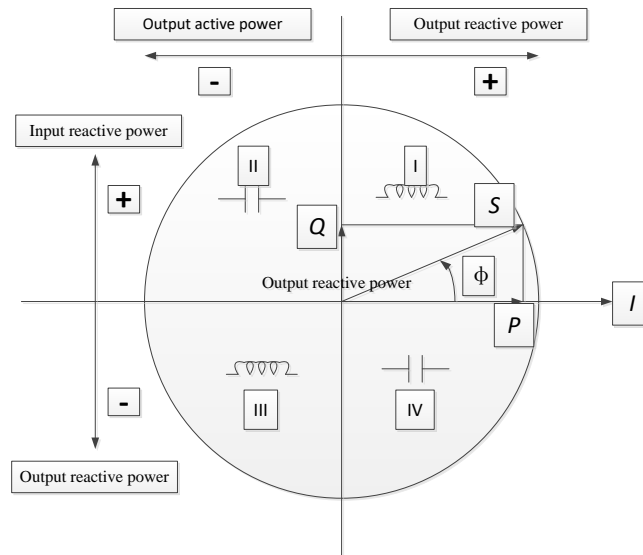 Output active power
Output reactive power
-
+
Input reactive power
II
I
+
S
Q
Output reactive power
ϕ
P
I
-
III
IV
Output reactive power